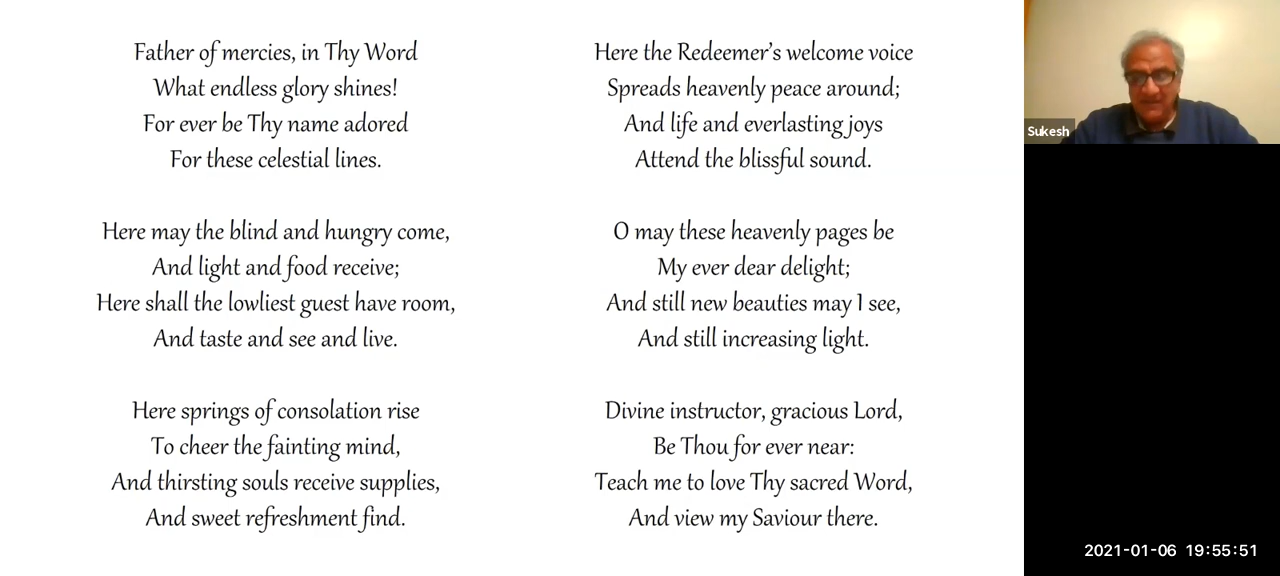 Father of mercies, in Thy Word
What endless glory shines!
For ever be Thy name adored
For these celestial lines.
Here may the blind and hungry come,
And light and food receive;
Here shall the lowliest guest have room,
And taste and see and live.
Here springs of consolation rise
To cheer the fainting mind,
And thirsting souls receive supplies,
And sweet refreshment find.
Here the Redeemer's welcome voice
Spreads heavenly peace around;
And life and everlasting joys
Attend the blissful sound.
O may these heavenly pages be
My ever dear delight;
And still new beauties may I see,
And still increasing light.
Divine instructor, gracious Lord,
Be Thou for ever near:
Teach me to love Thy sacred Word,
And view my Saviour there.
Sukesh
2021-01-06 19:55:51